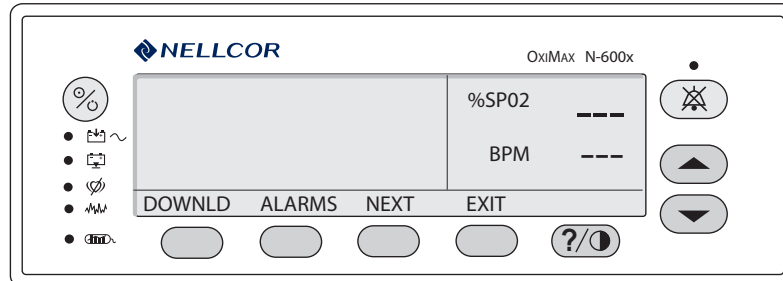 NELLCOR
OXIMAX N-600x
%SP02 ---
BPM ---
DOWNLD ALARMS NEXT EXIT
?/